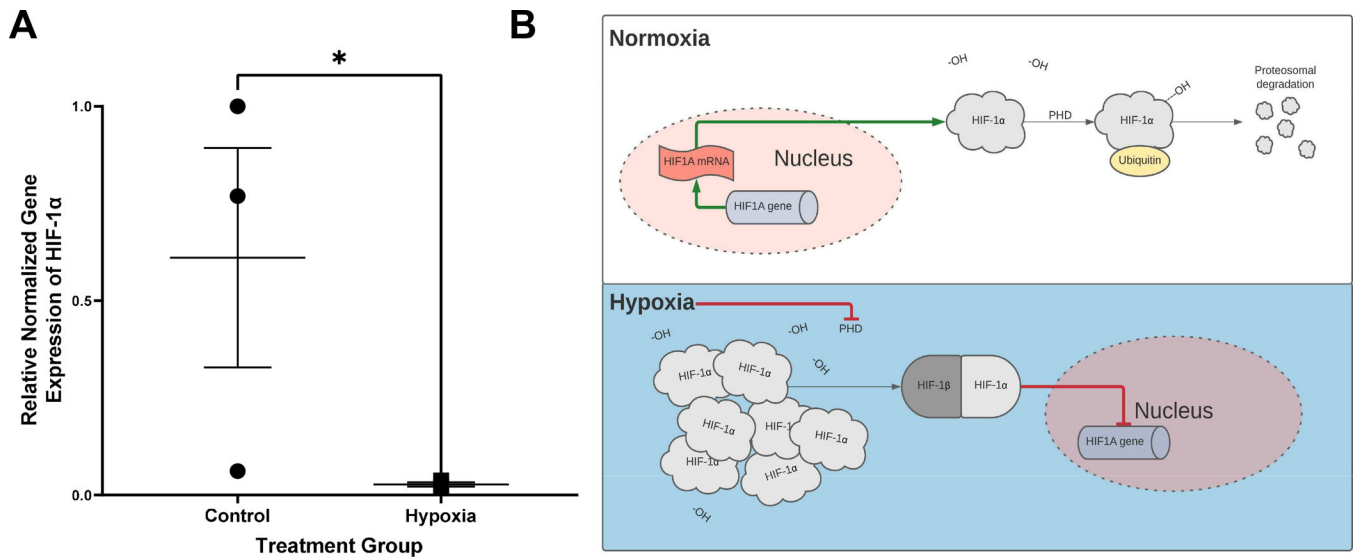 A
*
Relative Normalized Gene
Expression of HIF-1α
1.0
0.5
0.0
Control
Hypoxia
Treatment Group
B
Normoxia
-OH
-OH
HIF-1α
PHD
HIF-1α
-OH
Ubiquitin
Proteosomal
degradation
HIF1A mRNA
Nucleus
HIF1A gene
Hypoxia
-OH
-OH
PHD
-OH
HIF-1α
HIF-1α
HIF-1α
HIF-1
HIF-1α
HIF-1α
HIF-1α
-OH
HIF-1β
HIF-1α
Nucleus
HIF1A gene